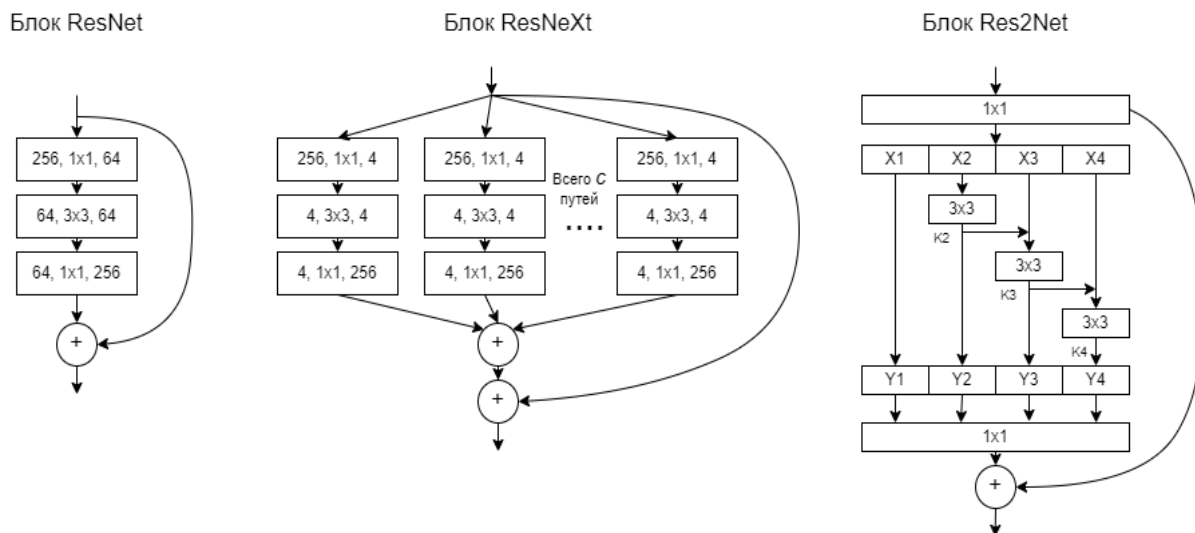 Блок ResNet
256, 1x1, 64
64, 3x3, 64
64, 1x1, 256
+
Блок ResNeXt
256, 1x1, 4
4, 3x3, 4
4, 1x1, 256
256, 1x1, 4
4, 3x3, 4
4, 1x1, 256
Всего C
путей
....
256, 1x1, 4
4, 3x3, 4
4, 1x1, 256
+
+
Блок Res2Net
1x1
X1 X2 X3 X4
3x3
K2
3x3
K3
3x3
K4
Y1 Y2 Y3 Y4
1x1
+